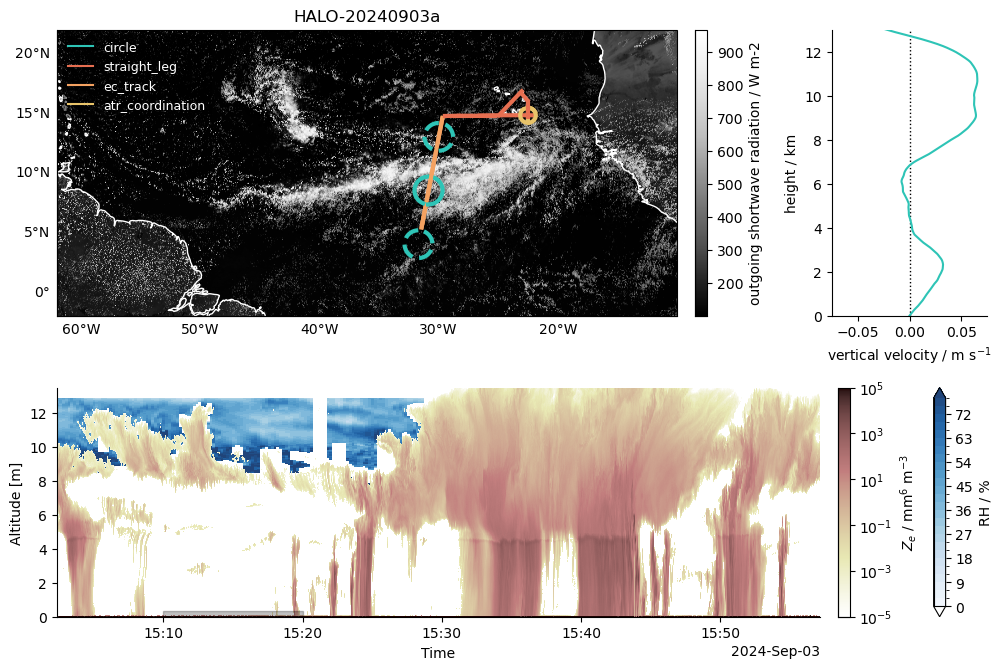 HALO-20240903a
circle
straight_leg
ec_track
atr_coordination
20°N
15°N
10°N
5°N
0°
60°W
50°W
40°W
30°W
20°W
900
800
700
600
500
400
300
200
outgoing shortwave radiation / W m-2
12
10
8
6
4
2
0
height / km
−0.05
0.00
0.05
vertical velocity / m s⁻¹
12
10
8
6
4
2
0
Altitude [m]
15:10
15:20
15:30
15:40
15:50
Time
2024-Sep-03
10⁵
10³
10¹
10⁻¹
10⁻³
10⁻⁵
Zₑ / mm⁶ m⁻³
72
63
54
45
36
27
18
9
0
RH / %